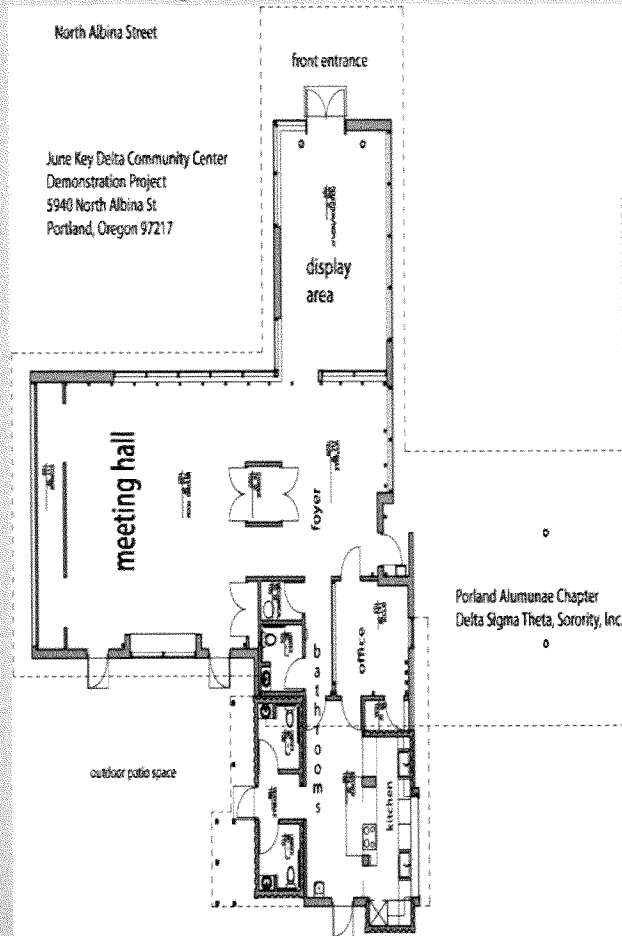 North Albina Street
front entrance
June Key Delta Community Center
Demonstration Project
5940 North Albina St
Portland, Oregon 97217
display
area
meeting hall
foyer
Porland Alumunae Chapter
Delta Sigma Theta, Sorority, Inc.
office
bathrooms
outdoor patio space
kitchen